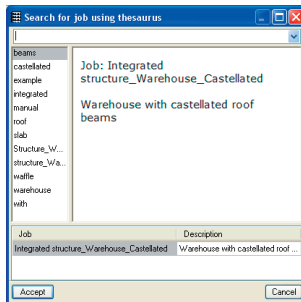 Search for job using thesaurus
beams
castellated
example
integrated
manual
roof
slab
Structure_W...
structure_Wa...
waffle
warehouse
with
Job: Integrated
structure_Warehouse_Castellated
Warehouse with castellated roof
beams
Job Description
Integrated structure_Warehouse_Castellated Warehouse with castellated roof ...
Accept Cancel